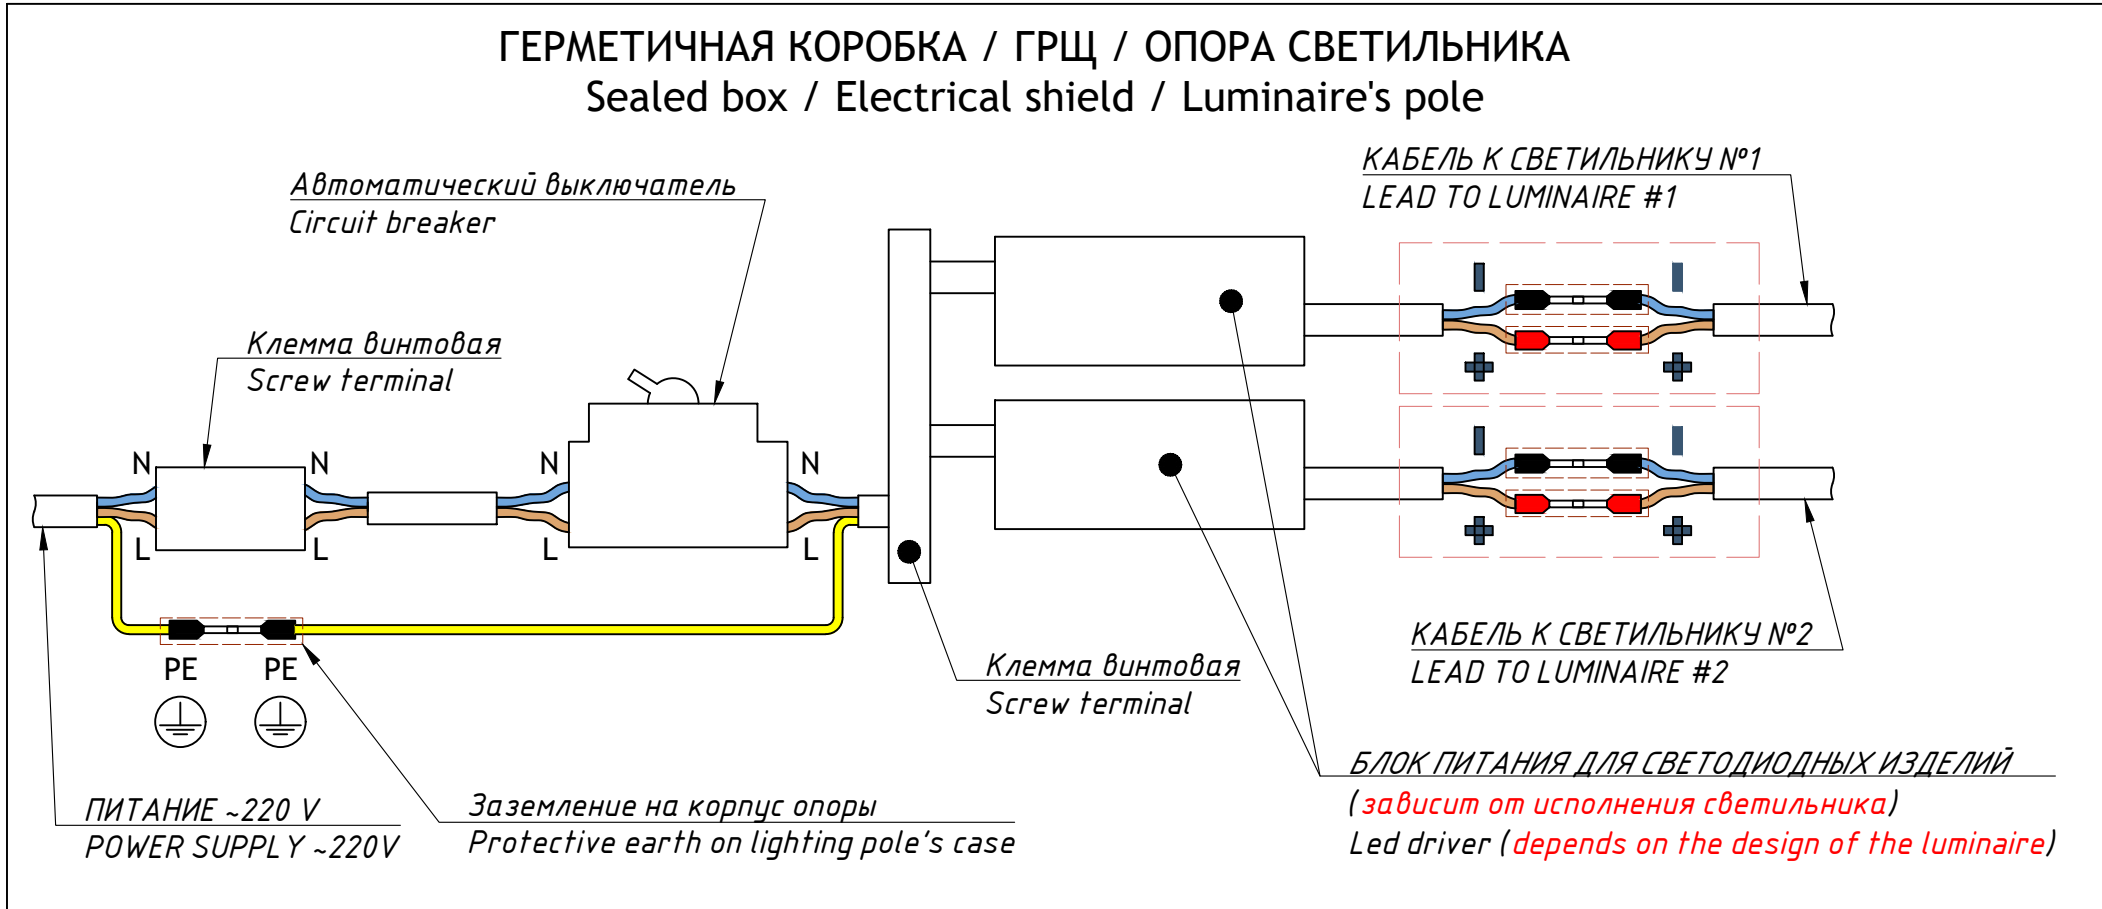 ГЕРМЕТИЧНАЯ КОРОБКА / ГРЩ / ОПОРА СВЕТИЛЬНИКА
Sealed box / Electrical shield / Luminaire's pole
КАБЕЛЬ К СВЕТИЛЬНИКУ №1
LEAD TO LUMINAIRE #1
Автоматический выключатель
Circuit breaker
Клемма винтовая
Screw terminal
N
N
N
N
L
L
L
L
PE
PE
КАБЕЛЬ К СВЕТИЛЬНИКУ №2
LEAD TO LUMINAIRE #2
Клемма винтовая
Screw terminal
БЛОК ПИТАНИЯ ДЛЯ СВЕТОДИОДНЫХ ИЗДЕЛИЙ
(зависит от исполнения светильника)
Led driver (depends on the design of the luminaire)
ПИТАНИЕ ~220 V
POWER SUPPLY ~220V
Заземление на корпус опоры
Protective earth on lighting pole's case